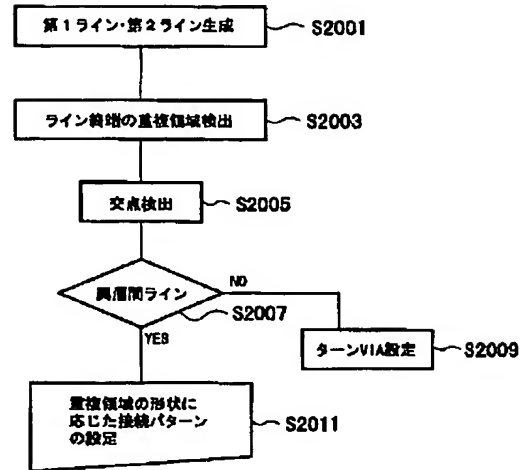 第1ライン・第2ライン生成
S2001
ライン終端の重複領域検出
S2003
交点検出
S2005
異層間ライン
NO
S2007
YES
ターンVIA設定
S2009
重複領域の形状に
応じた接続パターン
の設定
S2011